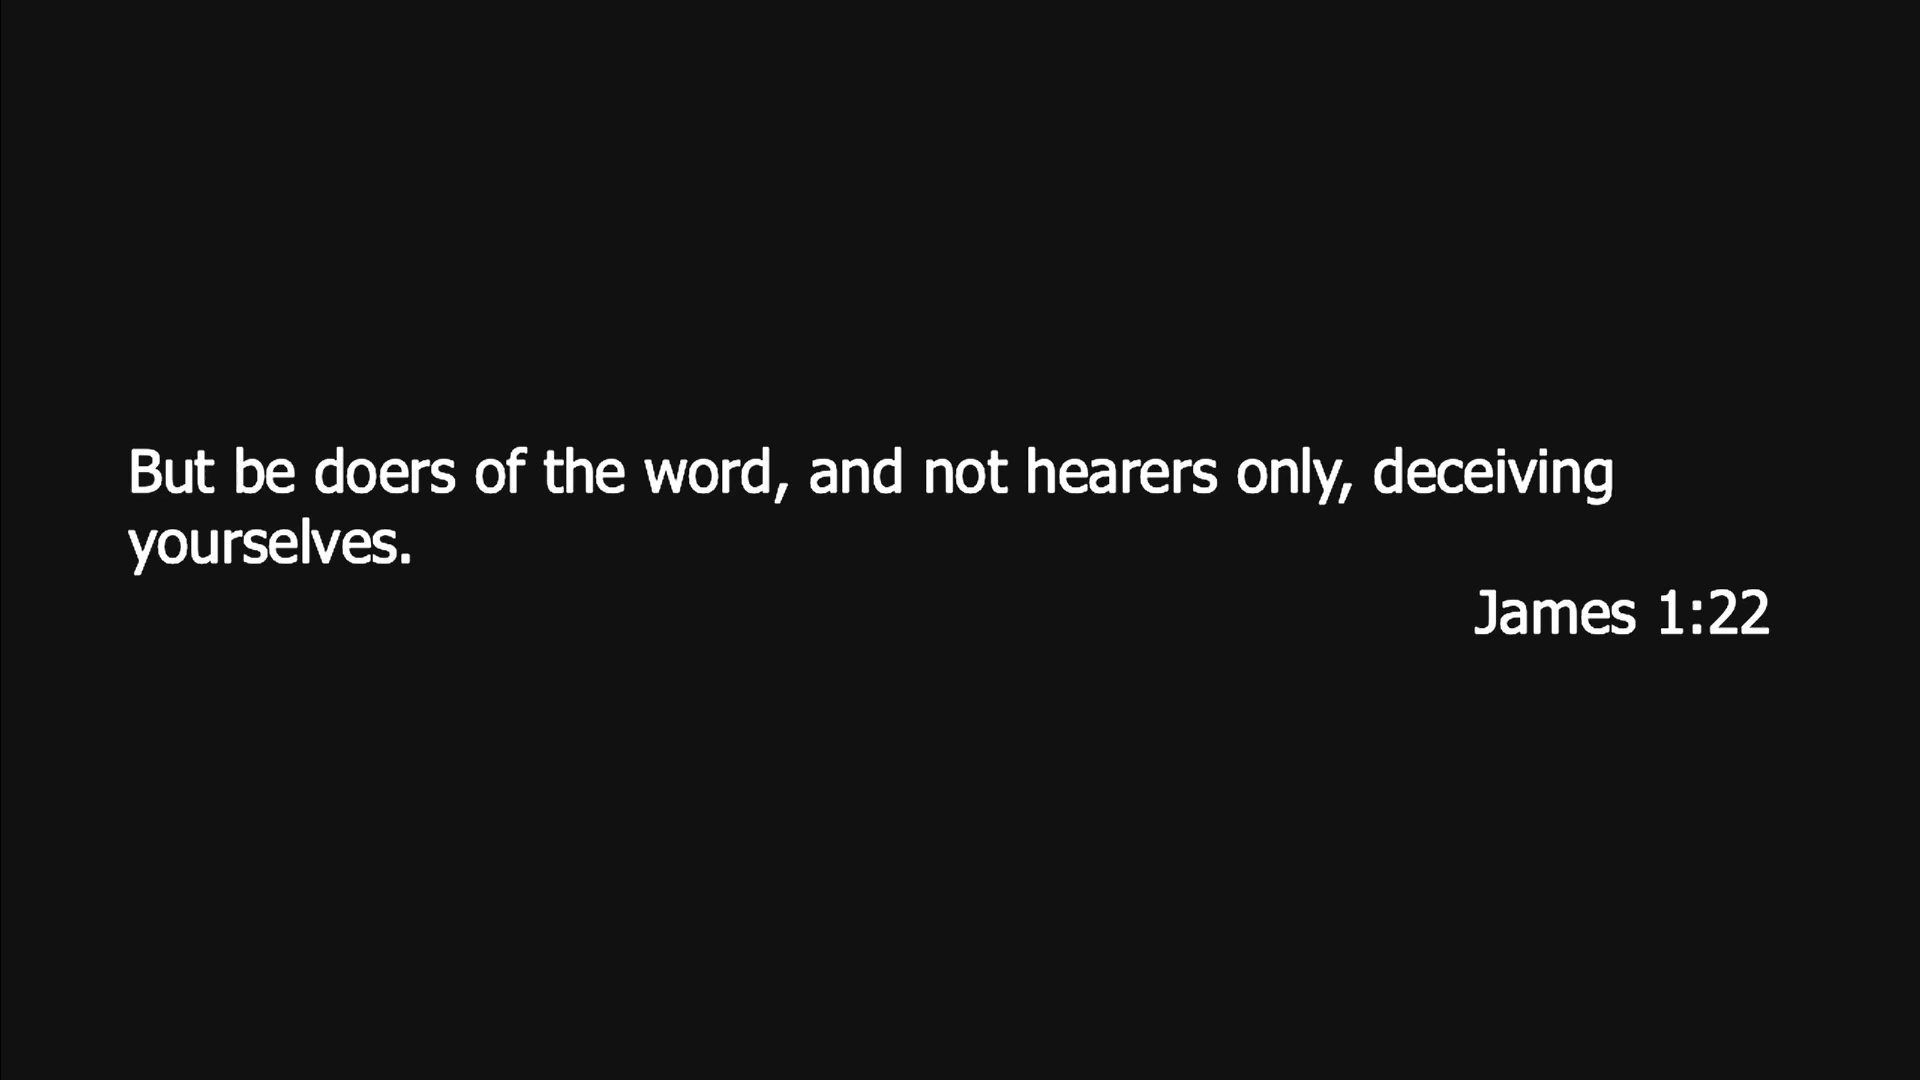 But be doers of the word, and not hearers only, deceiving
yourselves.
James 1:22